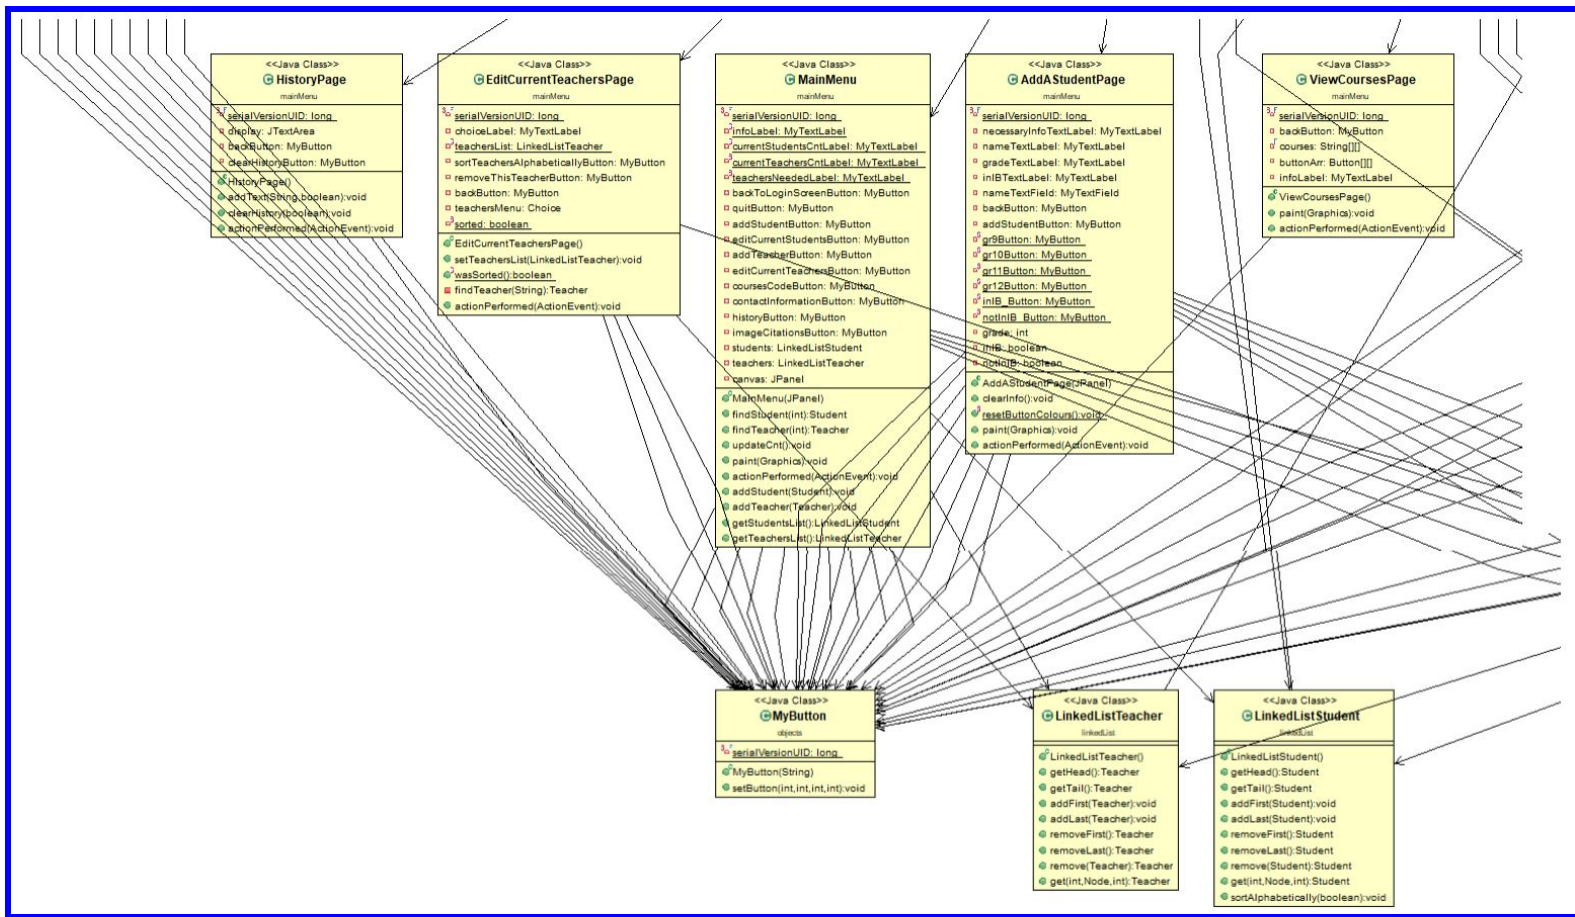 <<Java Class>>
HistoryPage
mainMenu
serialVersionUID: long
display: JTextArea
backButton: MyButton
clearHistoryButton: MyButton
HistoryPage()
addText(String,boolean):void
clearHistory(boolean):void
actionPerformed(ActionEvent):void
<<Java Class>>
EditCurrentTeachersPage
mainMenu
serialVersionUID: long
choiceLabel: MyTextLabel
teachersList: LinkedListTeacher
sortTeachersAlphabeticallyButton: MyButton
removeThisTeacherButton: MyButton
backButton: MyButton
teachersMenu: Choice
sorted: boolean
EditCurrentTeachersPage()
setTeachersList(LinkedListTeacher):void
wasSorted():boolean
findTeacher(String):Teacher
actionPerformed(ActionEvent):void
<<Java Class>>
MainMenu
mainMenu
serialVersionUID: long
infoLabel: MyTextLabel
currentStudentsCntLabel: MyTextLabel
currentTeachersCntLabel: MyTextLabel
teachersNeededLabel: MyTextLabel
backToLoginScreenButton: MyButton
quitButton: MyButton
addStudentButton: MyButton
editCurrentStudentsButton: MyButton
addTeacherButton: MyButton
editCurrentTeachersButton: MyButton
coursesCodeButton: MyButton
contactInformationButton: MyButton
historyButton: MyButton
imageCitationsButton: MyButton
students: LinkedListStudent
teachers: LinkedListTeacher
canvas: JPanel
MainMenu(JPanel)
findStudent(int):Student
findTeacher(int):Teacher
updateCnt():void
paint(Graphics):void
actionPerformed(ActionEvent):void
addStudent(Student):void
addTeacher(Teacher):void
getStudentsList():LinkedListStudent
getTeachersList():LinkedListTeacher
<<Java Class>>
AddAStudentPage
mainMenu
serialVersionUID: long
necessaryInfoTextLabel: MyTextLabel
nameTextLabel: MyTextLabel
gradeTextLabel: MyTextLabel
inIBTextLabel: MyTextLabel
nameTextField: MyTextField
backButton: MyButton
addStudentButton: MyButton
gr9Button: MyButton
gr10Button: MyButton
gr11Button: MyButton
gr12Button: MyButton
inIB_Button: MyButton
notInIB_Button: MyButton
grade: int
inIB: boolean
notInIB: boolean
AddAStudentPage(JPanel)
clearInfo():void
resetButtonColours():void
paint(Graphics):void
actionPerformed(ActionEvent):void
<<Java Class>>
ViewCoursesPage
mainMenu
serialVersionUID: long
backButton: MyButton
courses: String[][]
buttonArr: Button[][]
infoLabel: MyTextLabel
ViewCoursesPage()
paint(Graphics):void
actionPerformed(ActionEvent):void
<<Java Class>>
MyButton
objects
serialVersionUID: long
MyButton(String)
setButton(int,int,int,int):void
<<Java Class>>
LinkedListTeacher
linkedList
LinkedListTeacher()
getHead():Teacher
getTail():Teacher
addFirst(Teacher):void
addLast(Teacher):void
removeFirst():Teacher
removeLast():Teacher
remove(Teacher):Teacher
get(int,Node,int):Teacher
<<Java Class>>
LinkedListStudent
linkedList
LinkedListStudent()
getHead():Student
getTail():Student
addFirst(Student):void
addLast(Student):void
removeFirst():Student
removeLast():Student
remove(Student):Student
get(int,Node,int):Student
sortAlphabetically(boolean):void